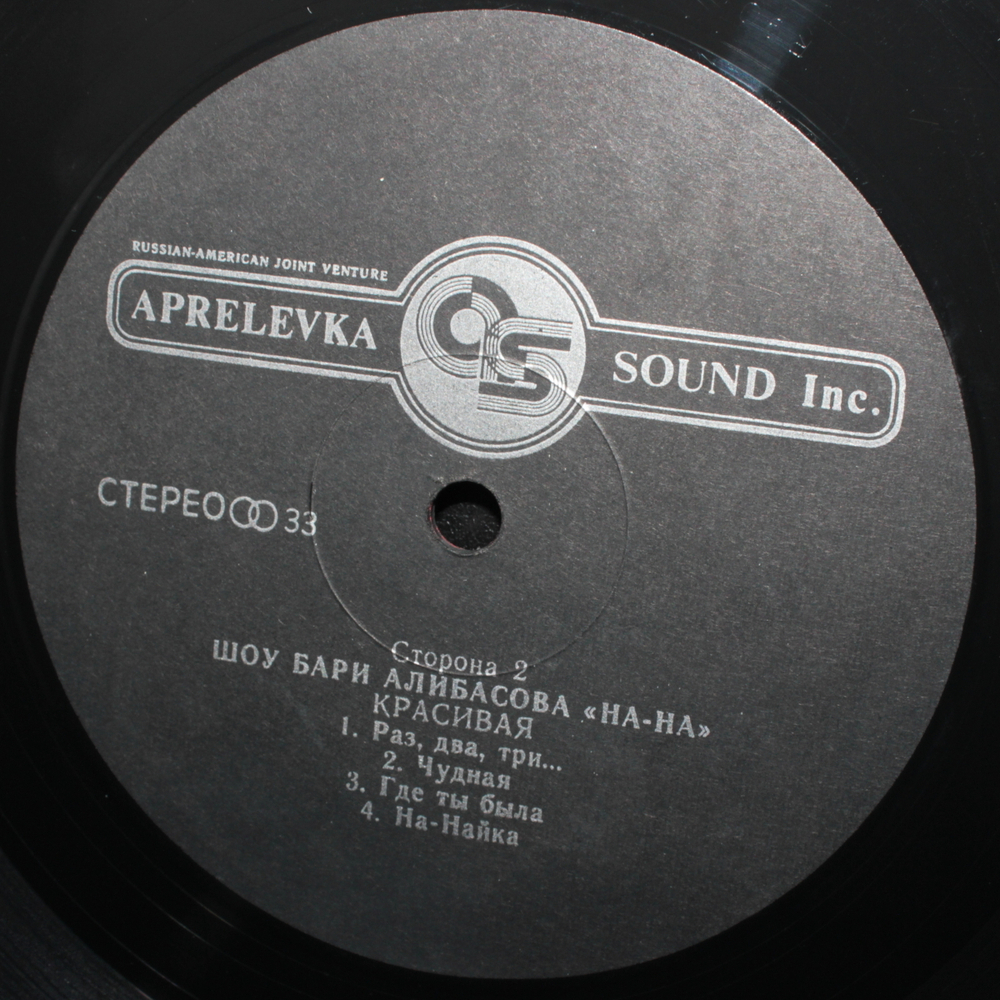 RUSSIAN-AMERICAN JOINT VENTURE
APRELEVKA SOUND Inc.
СТЕРЕО 33
Сторона 2
ШОУ БАРИ АЛИБАСОВА «НА-НА»
КРАСИВАЯ
1. Раз, два, три...
2. Чудная
3. Где ты была
4. На-Найка